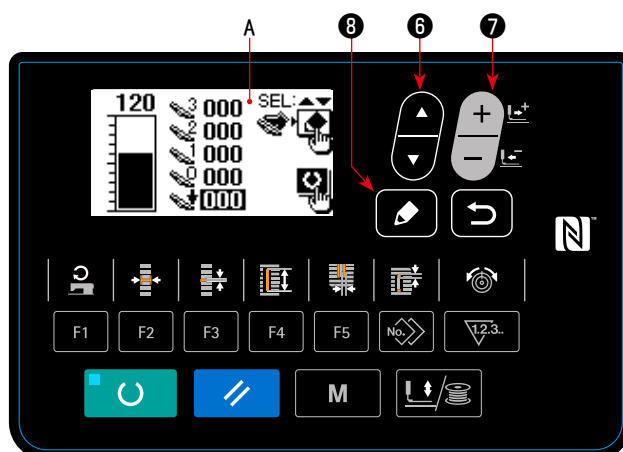 A
8
6
7
120
3 000
SEL:▲▼
2 000
1 000
0 000
000
+
−
N
F1
F2
F3
F4
F5
No.
1.2.3..
M